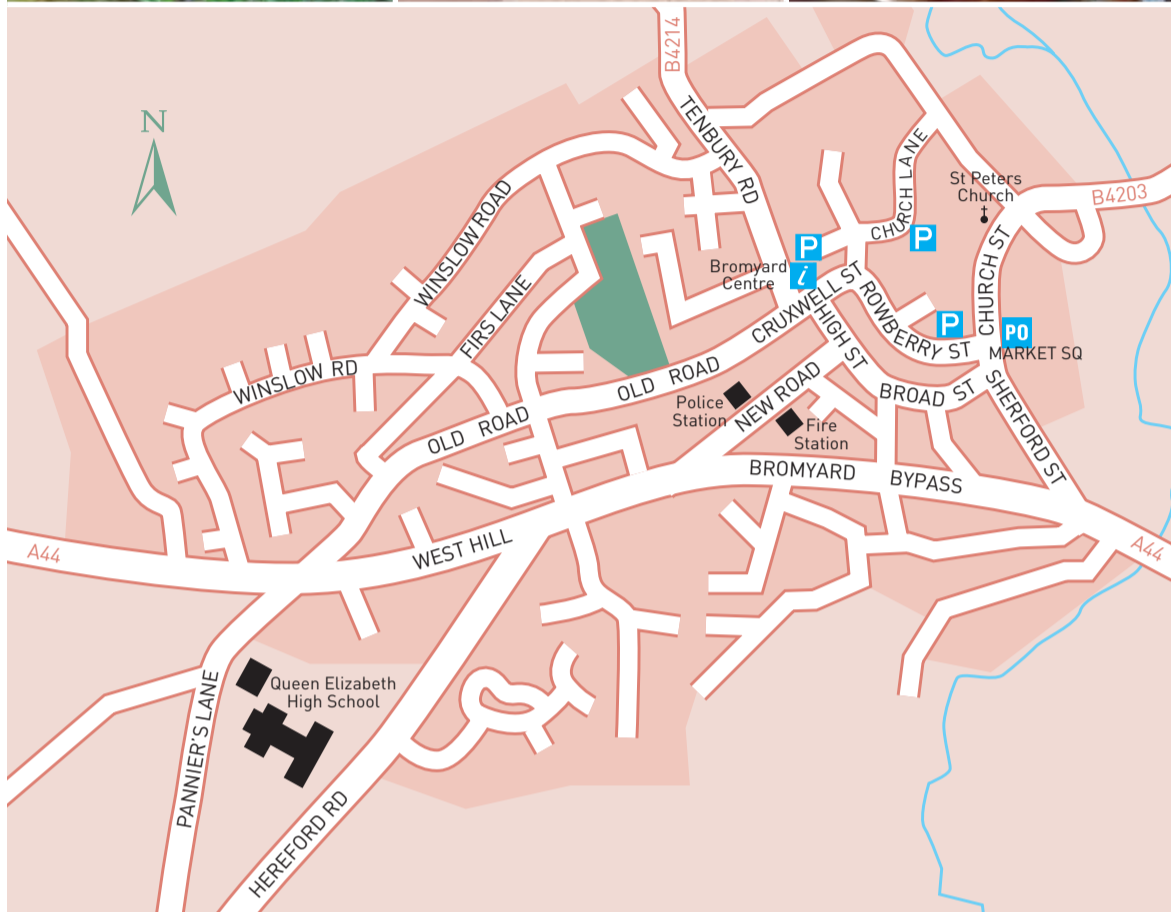 B4214
N
TENBURY RD
CHURCH LANE
St Peters
Church
B4203
WINSLOW ROAD
P
P
CHURCH ST
Bromyard
Centre
i
CRUXWELL ST
ROWBERRY ST
FIRS LANE
HIGH ST
P
PO
MARKET SQ
WINSLOW RD
OLD ROAD
OLD ROAD
BROAD ST
SHERFORD ST
Police
Station
NEW ROAD
Fire
Station
BROMYARD BYPASS
A44
WEST HILL
A44
Queen Elizabeth
High School
PANNIER'S LANE
HEREFORD RD